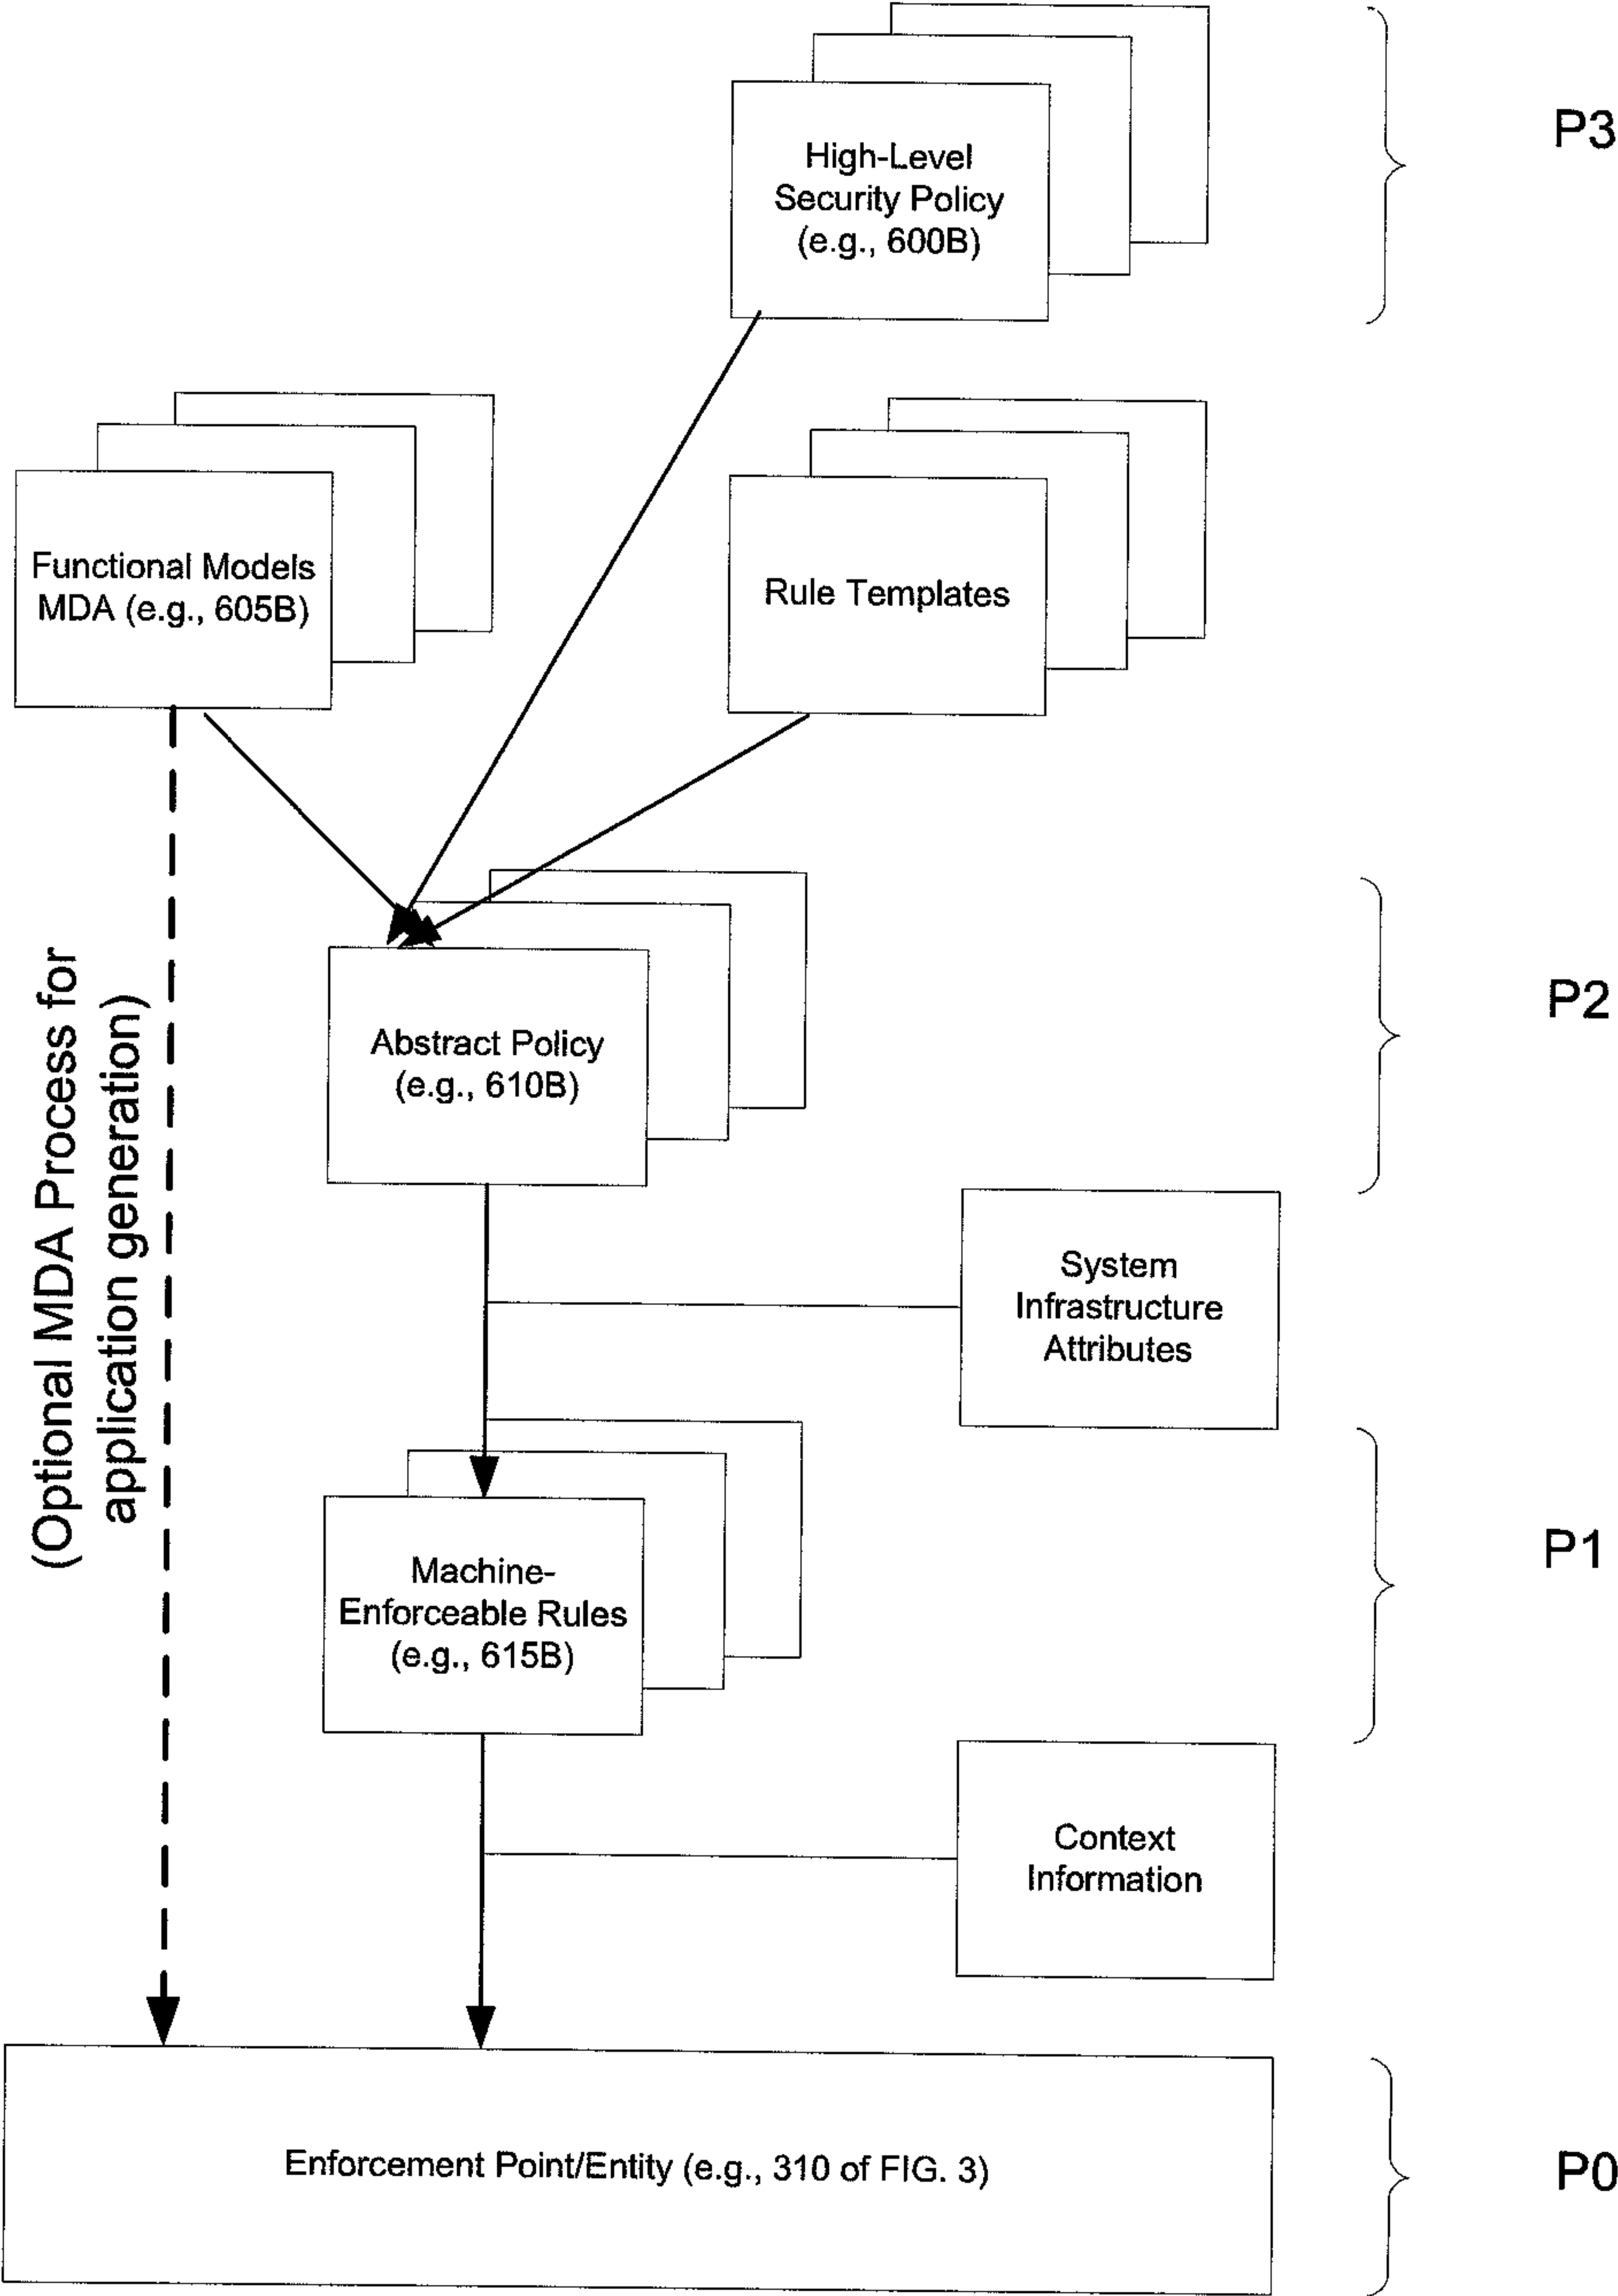 High-Level
Security Policy
(e.g., 600B)
P3
Functional Models
MDA (e.g., 605B)
Rule Templates
(Optional MDA Process for
application generation)
Abstract Policy
(e.g., 610B)
P2
System
Infrastructure
Attributes
Machine-
Enforceable Rules
(e.g., 615B)
P1
Context
Information
Enforcement Point/Entity (e.g., 310 of FIG. 3)
P0